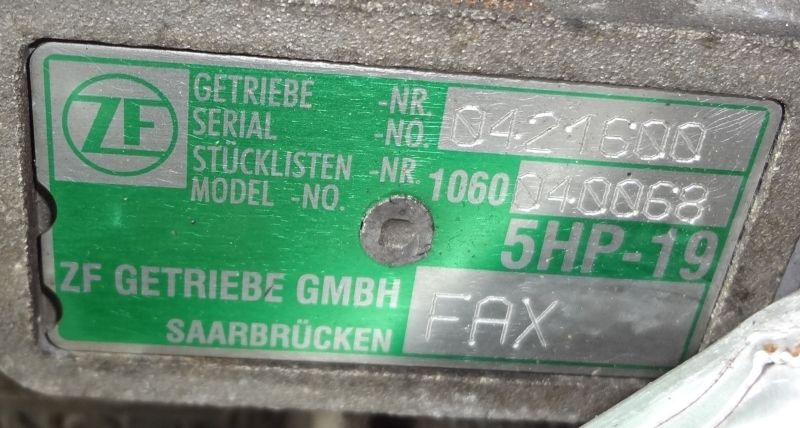 ZF
GETRIEBE -NR. 0421600
SERIAL -NO.
STÜCKLISTEN -NR. 1060 040068
MODEL -NO.
5HP-19
ZF GETRIEBE GMBH
SAARBRÜCKEN FAX